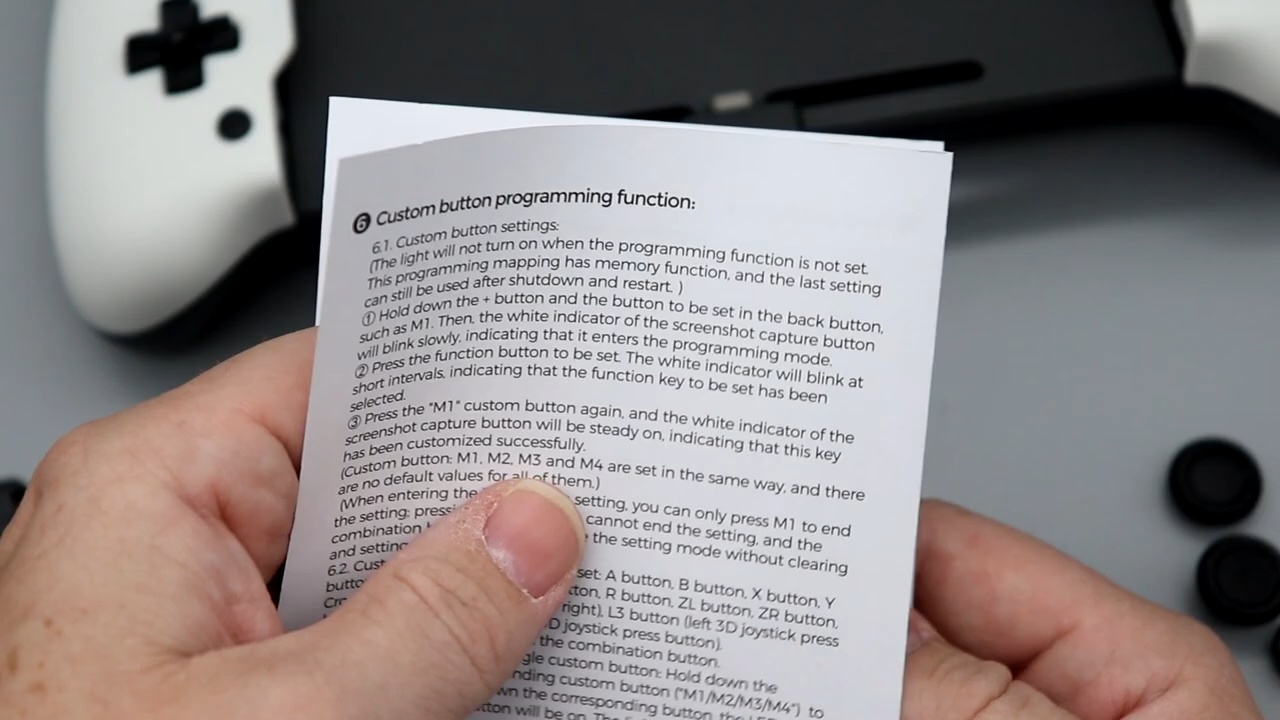 6 Custom button programming function:
6.1. Custom button settings:
(The light will not turn on when the programming function is not set.
This programming mapping has memory function, and the last setting
can still be used after shutdown and restart. )
① Hold down the + button and the button to be set in the back button,
such as M1. Then, the white indicator of the screenshot capture button
will blink slowly, indicating that it enters the programming mode.
② Press the function button to be set. The white indicator will blink at
short intervals, indicating that the function key to be set has been
selected.
③ Press the "M1" custom button again, and the white indicator of the
screenshot capture button will be steady on, indicating that this key
has been customized successfully.
(Custom button: M1, M2, M3 and M4 are set in the same way, and there
are no default values for all of them.)
(When entering the setting, you can only press M1 to end
the setting; cannot end the setting, and the
combination the setting mode without clearing
and
6.2. set: A button, B button, X button, Y
R button, ZL button, ZR button,
right), L3 button (left 3D joystick press
joystick press button).
the combination button.
custom button: Hold down the
custom button ("M1/M2/M3/M4") to
the corresponding button, the
will be on. The